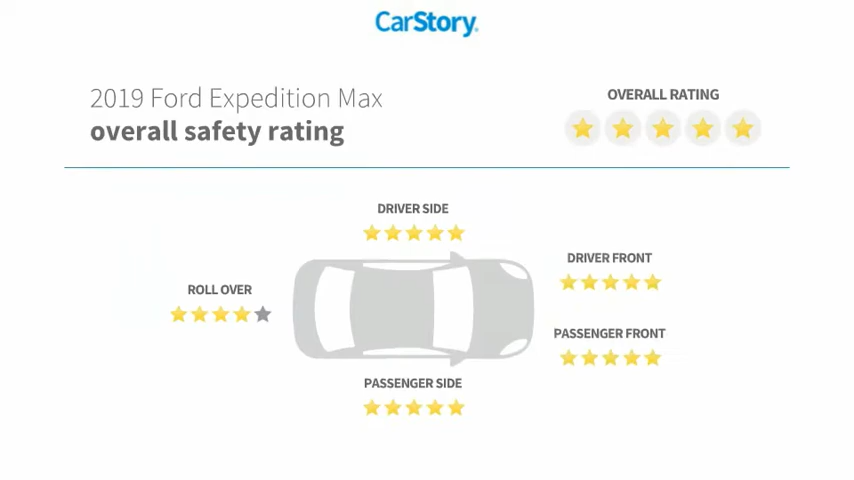 CarStory.
2019 Ford Expedition Max
overall safety rating
OVERALL RATING
DRIVER SIDE
DRIVER FRONT
ROLL OVER
PASSENGER FRONT
PASSENGER SIDE